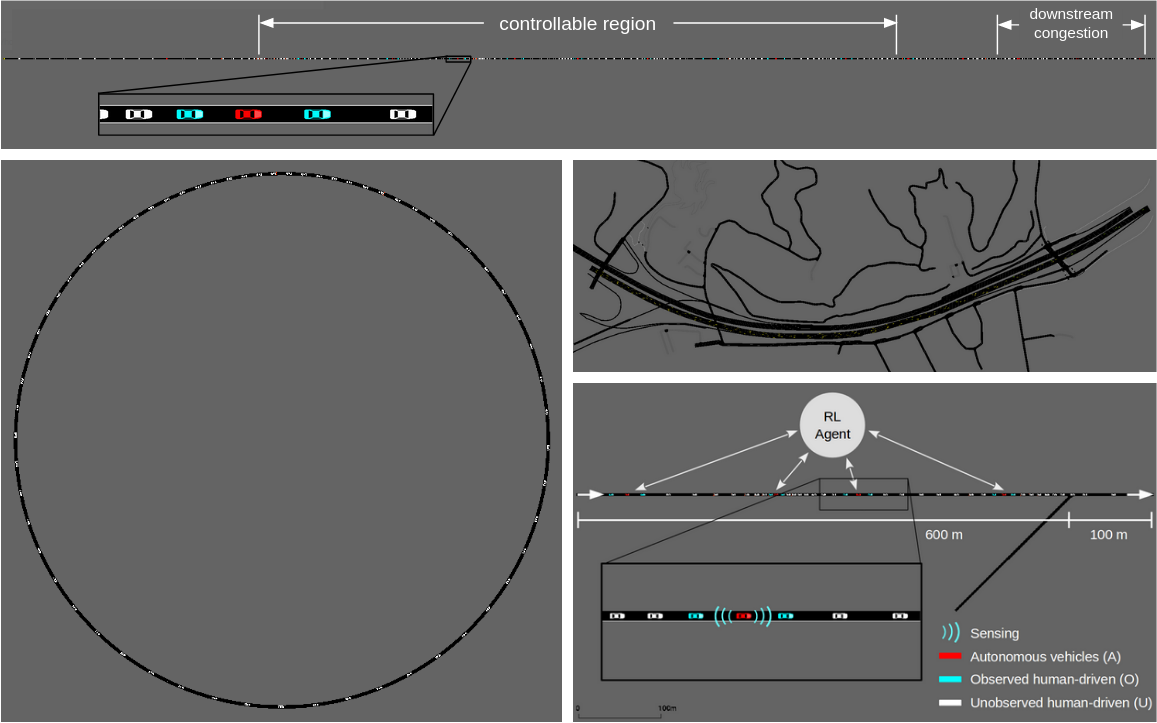 controllable region
downstream
congestion
RL
Agent
600 m
100 m
Sensing
Autonomous vehicles (A)
Observed human-driven (O)
Unobserved human-driven (U)
0
100m